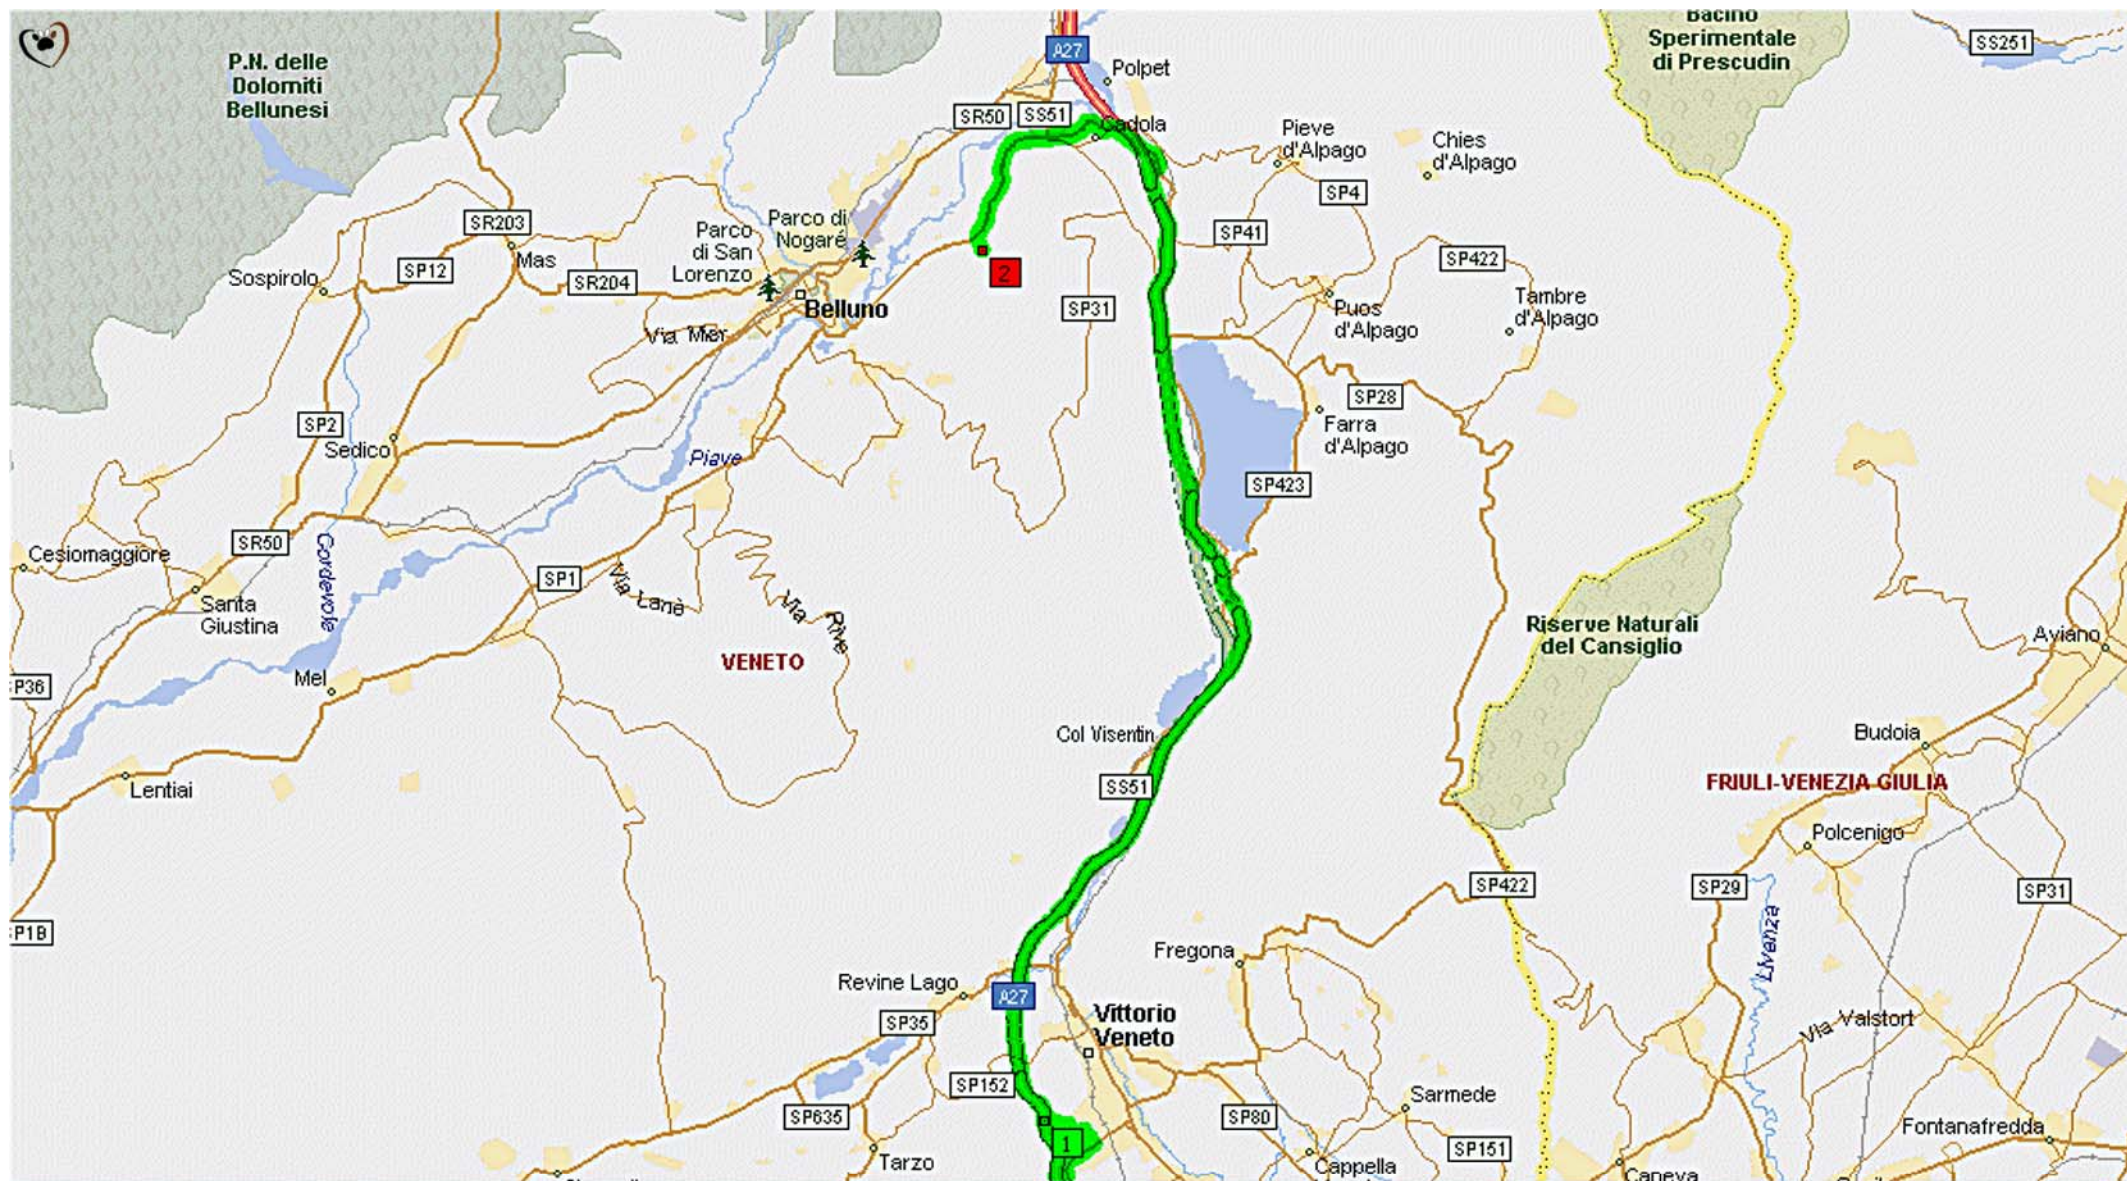 Bacino
Sperimentale
di Prescudin
SS251
A27
P.N. delle
Dolomiti
Bellunesi
Polpet
SR50
SS51
Cadola
Pieve
d'Alpago
Chies
d'Alpago
SP4
SR203
Parco di
Nogaré
Parco
di San
Lorenzo
SP41
SP422
Mas
SP12
Sospirolo
SR204
2
Belluno
SP31
Puos
d'Alpago
Tambre
d'Alpago
Via Mier
SP28
SP2
Farra
d'Alpago
Sedico
Piave
SP423
SR50
Cesiomaggiore
Cordevole
SP1
Via Lanè
Via Rive
Santa
Giustina
Riserve Naturali
del Cansiglio
Aviano
VENETO
Mel
P36
Col Visentin
Budoia
SS51
FRIULI-VENEZIA GIULIA
Lentiai
Polcenigo
SP422
SP29
SP31
P1B
Livenza
Fregona
Revine Lago
A27
Vittorio
Veneto
SP35
Via Valstort
SP152
Sarmede
SP635
SP80
Fontanafredda
1
SP151
Tarzo
Cappella
Caneva